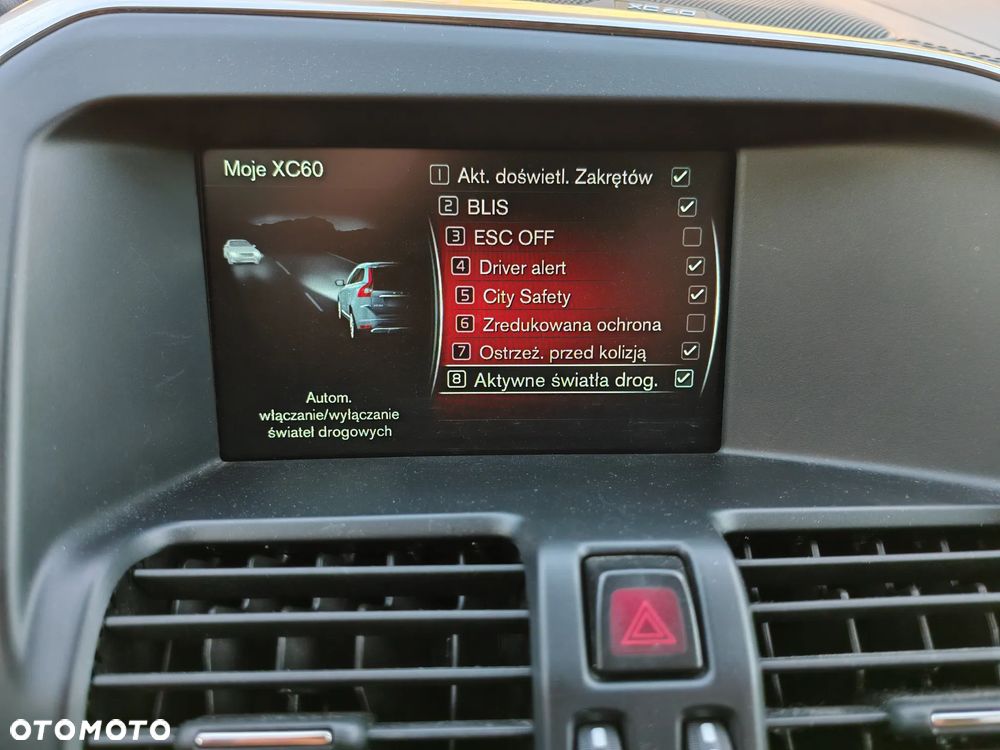 XC60
Moje XC60
1 Akt. doświetl. Zakrętów
2 BLIS
3 ESC OFF
4 Driver alert
5 City Safety
6 Zredukowana ochrona
7 Ostrzeż. przed kolizją
8 Aktywne światła drog.
Autom.
włączanie/wyłączanie
świateł drogowych
OTOMOTO